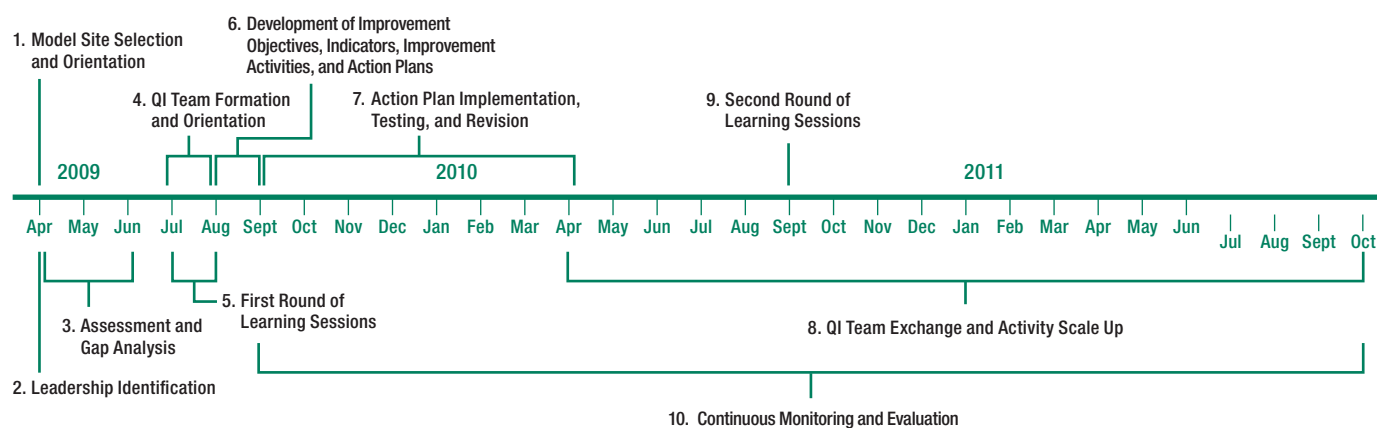 6. Development of Improvement
Objectives, Indicators, Improvement
Activities, and Action Plans
1. Model Site Selection
and Orientation
4. QI Team Formation
and Orientation
7. Action Plan Implementation,
Testing, and Revision
9. Second Round of
Learning Sessions
2009 2010 2011
Apr May Jun Jul Aug Sept Oct Nov Dec Jan Feb Mar Apr May Jun Jul Aug Sept Oct Nov Dec Jan Feb Mar Apr May Jun Jul Aug Sept Oct
5. First Round of
Learning Sessions
3. Assessment and
Gap Analysis
8. QI Team Exchange and Activity Scale Up
2. Leadership Identification
10. Continuous Monitoring and Evaluation